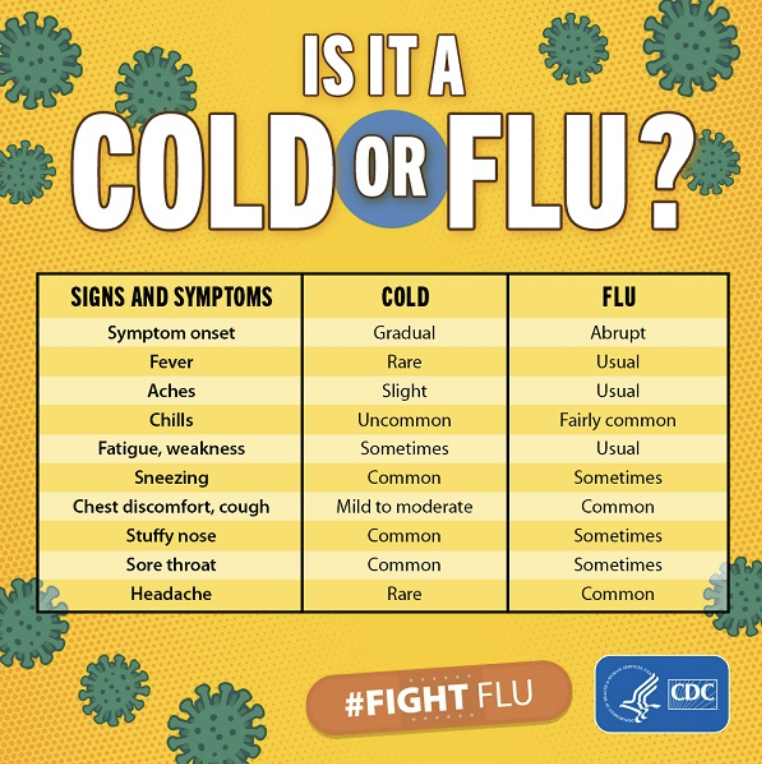 IS IT A
COLD OR FLU?
SIGNS AND SYMPTOMS COLD FLU
Symptom onset Gradual Abrupt
Fever Rare Usual
Aches Slight Usual
Chills Uncommon Fairly common
Fatigue, weakness Sometimes Usual
Sneezing Common Sometimes
Chest discomfort, cough Mild to moderate Common
Stuffy nose Common Sometimes
Sore throat Common Sometimes
Headache Rare Common
#FIGHT FLU
CDC